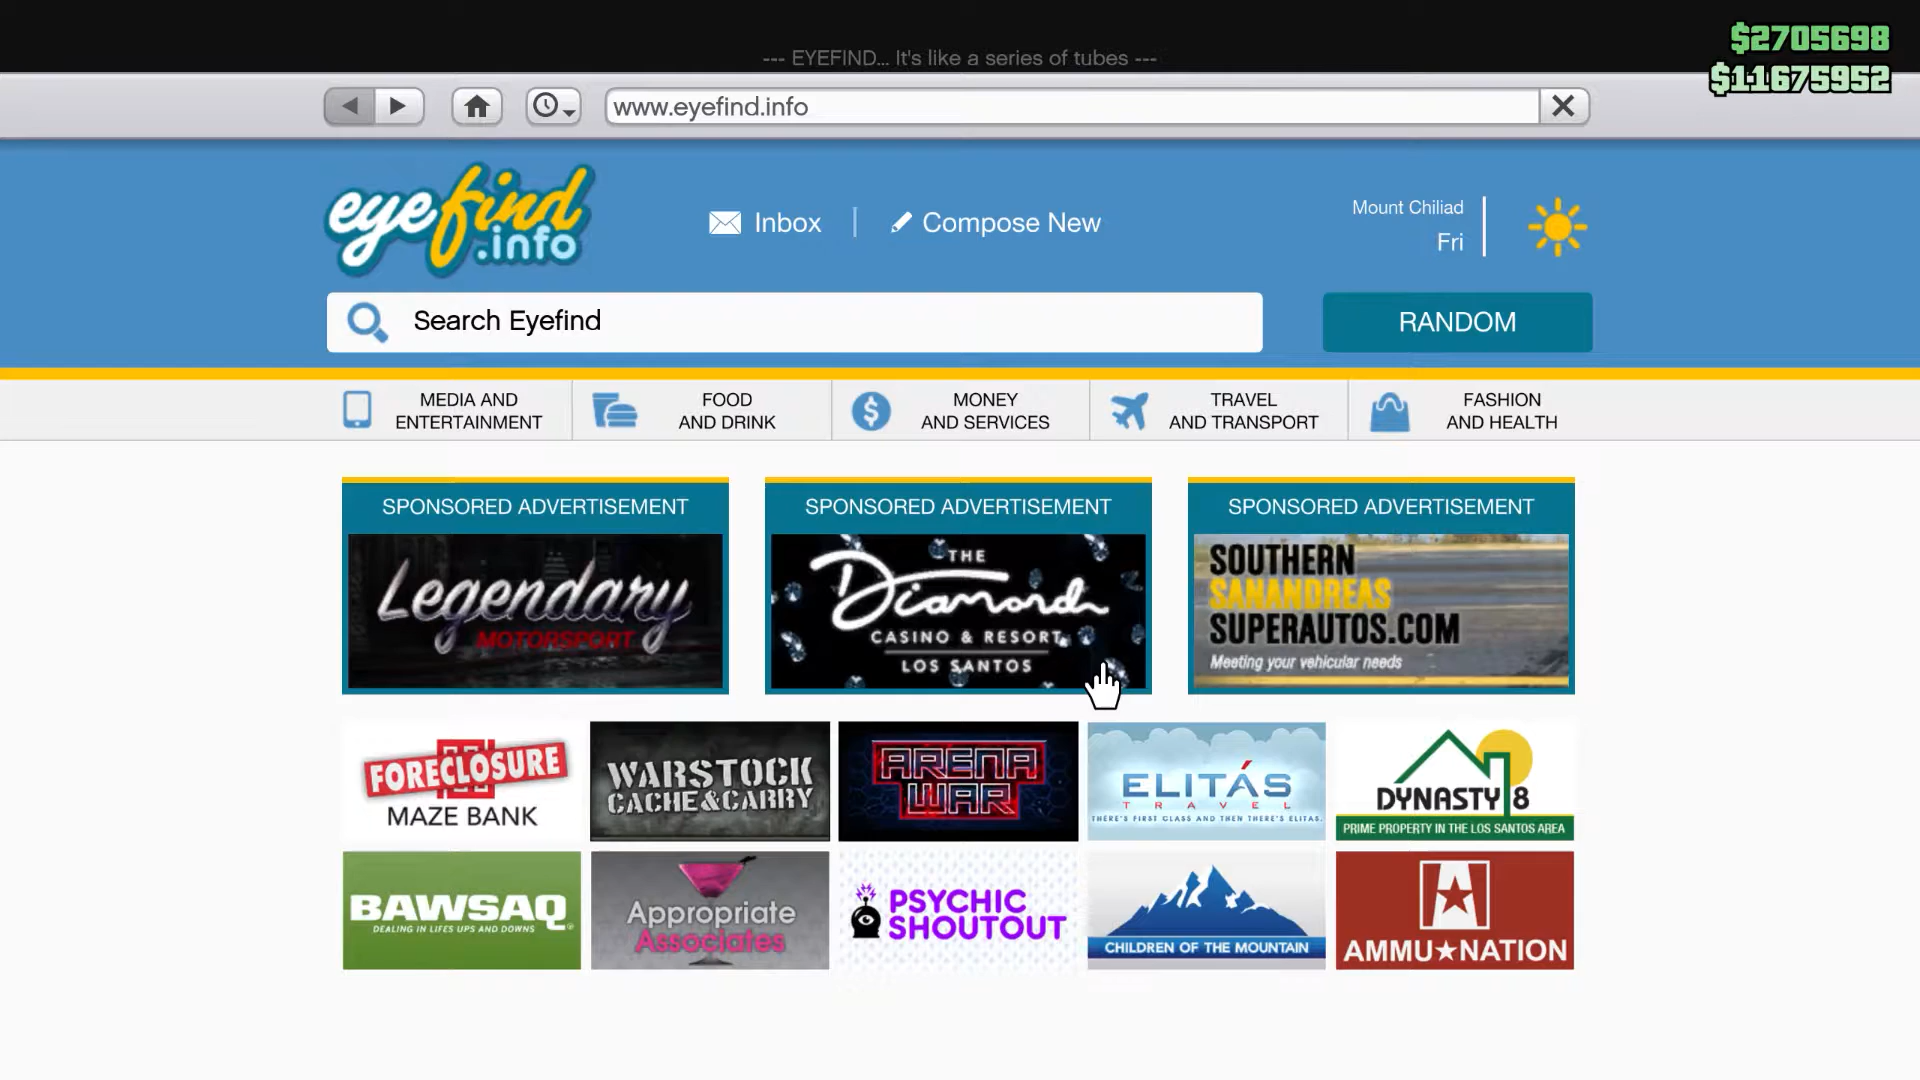 --- EYEFIND... It's like a series of tubes ---
$2705698
$11675952
www.eyefind.info
eyefind
.info
Inbox
Compose New
Mount Chiliad
Fri
Search Eyefind
RANDOM
MEDIA AND
ENTERTAINMENT
FOOD
AND DRINK
MONEY
AND SERVICES
TRAVEL
AND TRANSPORT
FASHION
AND HEALTH
SPONSORED ADVERTISEMENT
Legendary
MOTORSPORT
SPONSORED ADVERTISEMENT
THE
Diamond
CASINO & RESORT
LOS SANTOS
SPONSORED ADVERTISEMENT
SOUTHERN
SANANDREAS
SUPERAUTOS.COM
Meeting your vehicular needs
FORECLOSURE
MAZE BANK
WARSTOCK
CACHE&CARRY
ARENA
WAR
ELITÁS
TRAVEL
THERE'S FIRST CLASS AND THEN THERE'S ELITAS.
DYNASTY 8
PRIME PROPERTY IN THE LOS SANTOS AREA
BAWSAQ
DEALING IN LIFES UPS AND DOWNS
Appropriate
Associates
PSYCHIC
SHOUTOUT
CHILDREN OF THE MOUNTAIN
AMMU★NATION